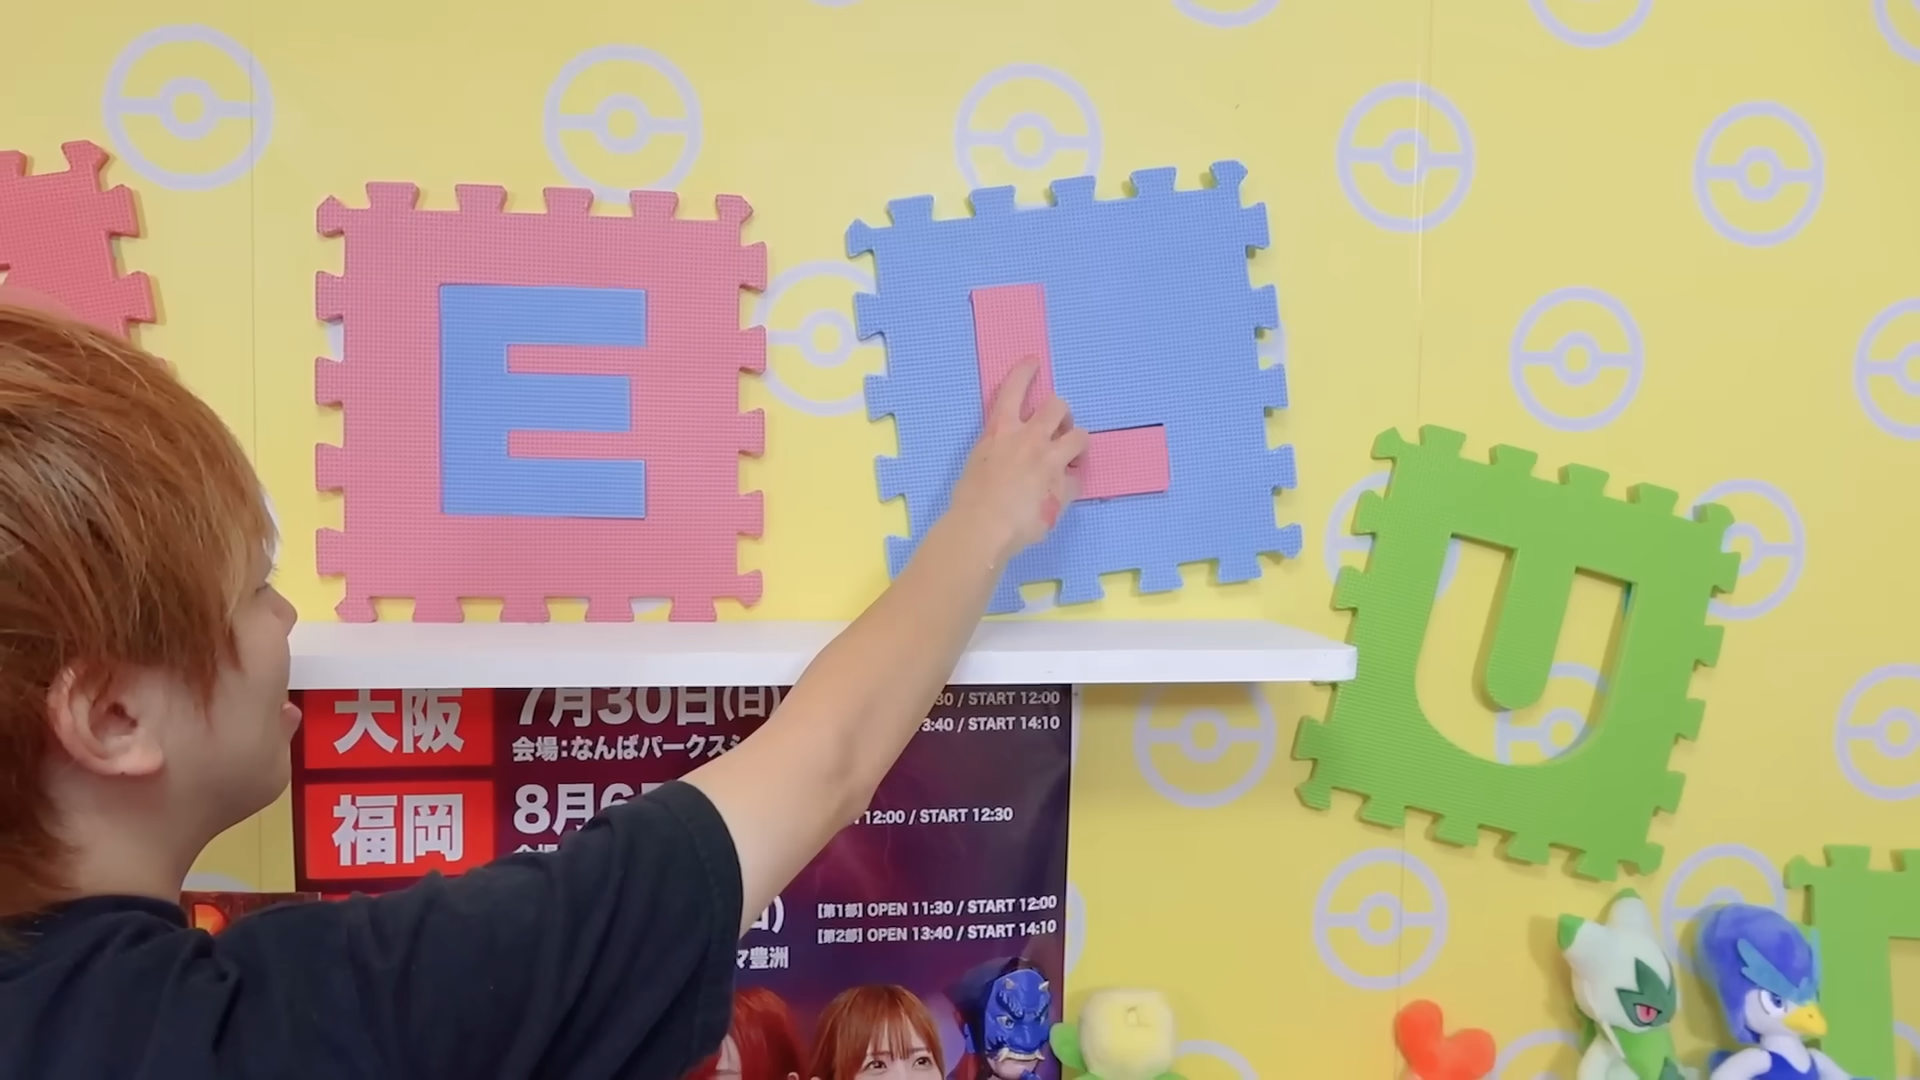 E L
U
大阪
7月30日(日)
会場:なんばパークス
30 / START 12:00
3:40 / START 14:10
福岡
8月6
12:00 / START 12:30
【第1部】OPEN 11:30 / START 12:00
【第2部】OPEN 13:40 / START 14:10
マ豊洲